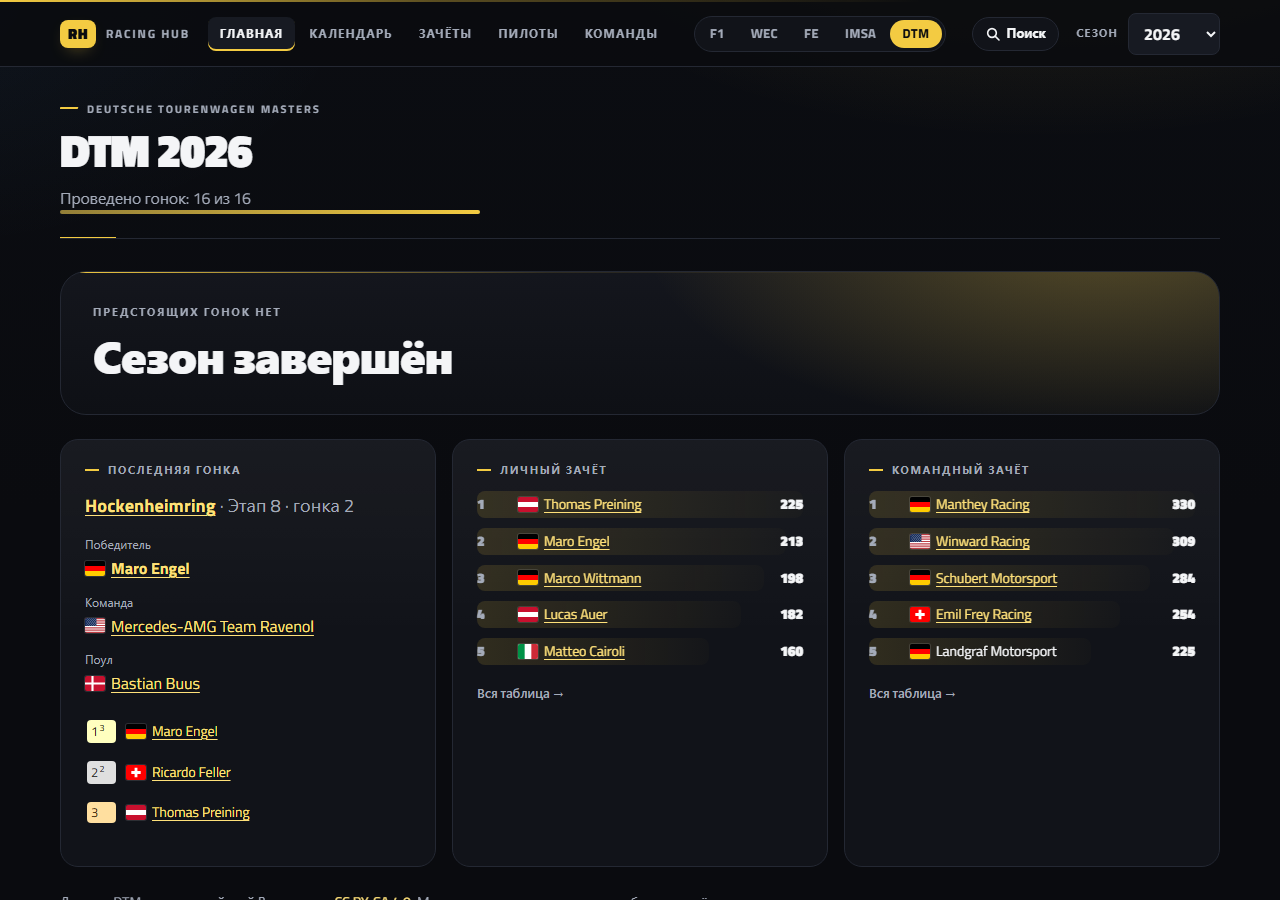 RH RACING HUB ГЛАВНАЯ КАЛЕНДАРЬ ЗАЧЁТЫ ПИЛОТЫ КОМАНДЫ F1 WEC FE IMSA DTM Поиск СЕЗОН 2026
DEUTSCHE TOURENWAGEN MASTERS
DTM 2026
Проведено гонок: 16 из 16
ПРЕДСТОЯЩИХ ГОНОК НЕТ
Сезон завершён
ПОСЛЕДНЯЯ ГОНКА
Hockenheimring · Этап 8 · гонка 2
Победитель
Maro Engel
Команда
Mercedes-AMG Team Ravenol
Поул
Bastian Buus
1 3 Maro Engel
2 2 Ricardo Feller
3 Thomas Preining
ЛИЧНЫЙ ЗАЧЁТ
1 Thomas Preining 225
2 Maro Engel 213
3 Marco Wittmann 198
4 Lucas Auer 182
5 Matteo Cairoli 160
Вся таблица →
КОМАНДНЫЙ ЗАЧЁТ
1 Manthey Racing 330
2 Winward Racing 309
3 Schubert Motorsport 284
4 Emil Frey Racing 254
5 Landgraf Motorsport 225
Вся таблица →